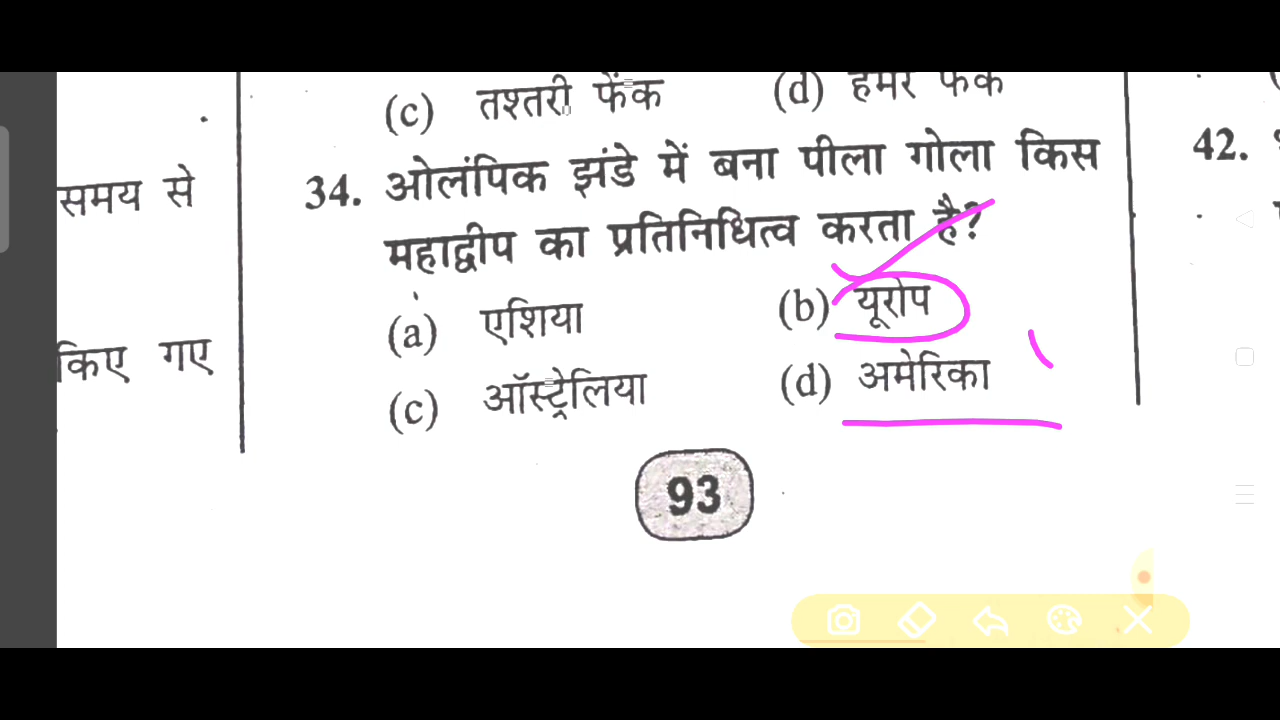 (c) तश्तरी फेंक (d) हैमर फेंक
समय से
34. ओलंपिक झंडे में बना पीला गोला किस
महाद्वीप का प्रतिनिधित्व करता है?
(a) एशिया (b) यूरोप
किए गए
(c) ऑस्ट्रेलिया (d) अमेरिका
93
42.